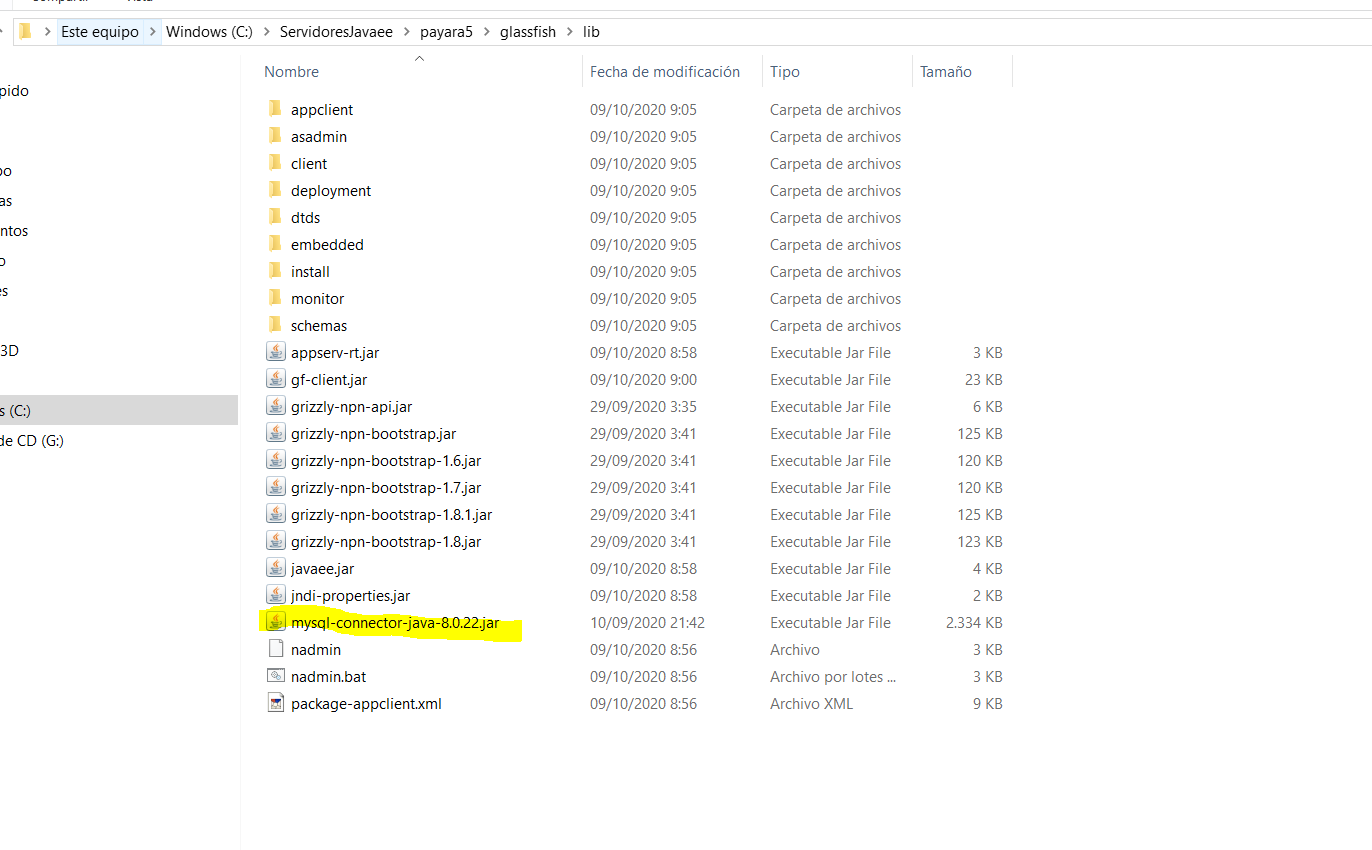 Este equipo > Windows (C:) > ServidoresJavaee > payara5 > glassfish > lib
Nombre Fecha de modificación Tipo Tamaño
appclient 09/10/2020 9:05 Carpeta de archivos
asadmin 09/10/2020 9:05 Carpeta de archivos
client 09/10/2020 9:05 Carpeta de archivos
deployment 09/10/2020 9:05 Carpeta de archivos
dtds 09/10/2020 9:05 Carpeta de archivos
embedded 09/10/2020 9:05 Carpeta de archivos
install 09/10/2020 9:05 Carpeta de archivos
monitor 09/10/2020 9:05 Carpeta de archivos
schemas 09/10/2020 9:05 Carpeta de archivos
appserv-rt.jar 09/10/2020 8:58 Executable Jar File 3 KB
gf-client.jar 09/10/2020 9:00 Executable Jar File 23 KB
grizzly-npn-api.jar 29/09/2020 3:35 Executable Jar File 6 KB
grizzly-npn-bootstrap.jar 29/09/2020 3:41 Executable Jar File 125 KB
grizzly-npn-bootstrap-1.6.jar 29/09/2020 3:41 Executable Jar File 120 KB
grizzly-npn-bootstrap-1.7.jar 29/09/2020 3:41 Executable Jar File 120 KB
grizzly-npn-bootstrap-1.8.1.jar 29/09/2020 3:41 Executable Jar File 125 KB
grizzly-npn-bootstrap-1.8.jar 29/09/2020 3:41 Executable Jar File 123 KB
javaee.jar 09/10/2020 8:58 Executable Jar File 4 KB
jndi-properties.jar 09/10/2020 8:58 Executable Jar File 2 KB
mysql-connector-java-8.0.22.jar 10/09/2020 21:42 Executable Jar File 2.334 KB
nadmin 09/10/2020 8:56 Archivo 3 KB
nadmin.bat 09/10/2020 8:56 Archivo por lotes ... 3 KB
package-appclient.xml 09/10/2020 8:56 Archivo XML 9 KB
pido
po
as
ntos
o
es
3D
s (C:)
de CD (G:)